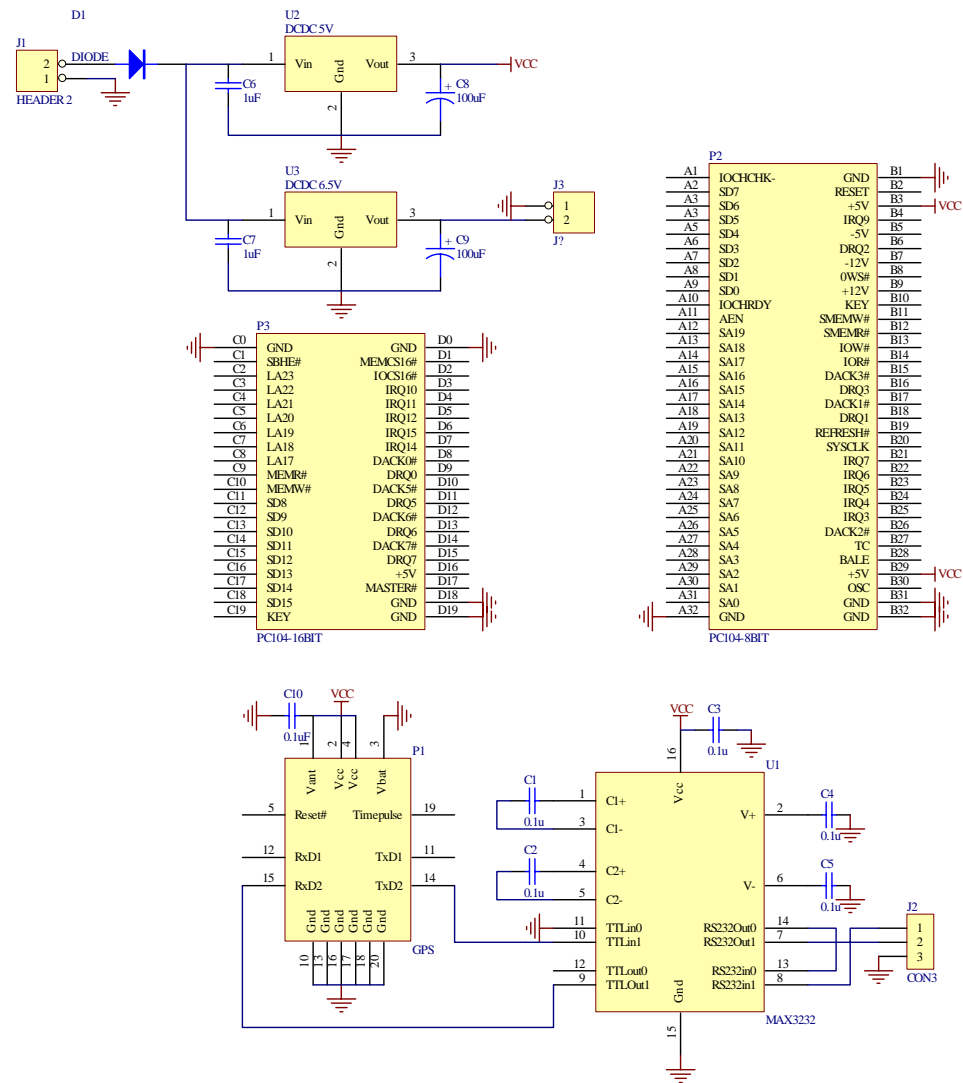 D1
J1
2
1
DIODE
HEADER 2
U2
DCDC 5V
1
Vin
Gnd
Vout
3
2
VCC
C6
1uF
C8
+
100uF
U3
DCDC 6.5V
1
Vin
Gnd
Vout
3
2
C7
1uF
C9
+
100uF
J3
1
2
J?
P3
C0 GND GND D0
C1 SBHE# MEMCS16# D1
C2 LA23 IOCS16# D2
C3 LA22 IRQ10 D3
C4 LA21 IRQ11 D4
C5 LA20 IRQ12 D5
C6 LA19 IRQ15 D6
C7 LA18 IRQ14 D7
C8 LA17 DACK0# D8
C9 MEMR# DRQ0 D9
C10 MEMW# DACK5# D10
C11 SD8 DRQ5 D11
C12 SD9 DACK6# D12
C13 SD10 DRQ6 D13
C14 SD11 DACK7# D14
C15 SD12 DRQ7 D15
C16 SD13 +5V D16
C17 SD14 MASTER# D17
C18 SD15 GND D18
C19 KEY GND D19
PC104-16BIT
P2
A1 IOCHCHK- GND B1
A2 SD7 RESET B2
A3 SD6 +5V B3 VCC
A3 SD5 IRQ9 B4
A5 SD4 -5V B5
A6 SD3 DRQ2 B6
A7 SD2 -12V B7
A8 SD1 0WS# B8
A9 SD0 +12V B9
A10 IOCHRDY KEY B10
A11 AEN SMEMW# B11
A12 SA19 SMEMR# B12
A13 SA18 IOW# B13
A14 SA17 IOR# B14
A15 SA16 DACK3# B15
A16 SA15 DRQ3 B16
A17 SA14 DACK1# B17
A18 SA13 DRQ1 B18
A19 SA12 REFRESH# B19
A20 SA11 SYSCLK B20
A21 SA10 IRQ7 B21
A22 SA9 IRQ6 B22
A23 SA8 IRQ5 B23
A24 SA7 IRQ4 B24
A25 SA6 IRQ3 B25
A26 SA5 DACK2# B26
A27 SA4 TC B27
A28 SA3 BALE B28
A29 SA2 +5V B29 VCC
A30 SA1 OSC B30
A31 SA0 GND B31
A32 GND GND B32
PC104-8BIT
C10
0.1uF
VCC
P1
1 2 4 3
Vant Vcc Vcc Vbat
5 Reset# Timepulse 19
12 RxD1 TxD1 11
15 RxD2 TxD2 14
Gnd Gnd Gnd Gnd Gnd Gnd
10 13 16 17 18 20
GPS
VCC
C3
0.1u
16
U1
Vcc
C1
0.1u
1 C1+
3 C1-
C2
0.1u
4 C2+
5 C2-
V+ 2
C4
0.1u
V- 6
C5
0.1u
11 TTLin0 RS232Out0 14
10 TTLin1 RS232Out1 7
12 TTLout0 RS232in0 13
9 TTLOut1 RS232in1 8
Gnd
15
MAX3232
J2
1
2
3
CON3